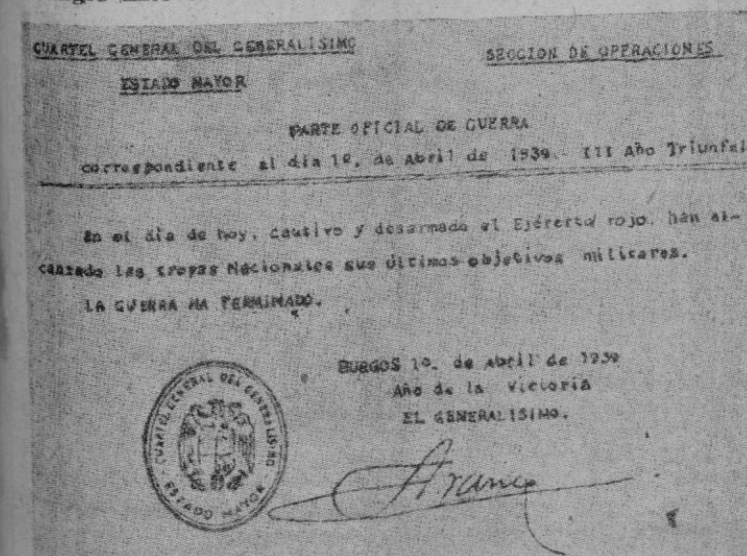 CUARTEL GENERAL DEL GENERALISIMO
SECCION DE OPERACIONES
ESTADO MAYOR
PARTE OFICIAL DE GUERRA
correspondiente al dia 1º. de Abril de 1939.- III Año Triunfal
En el dia de hoy, cautivo y desarmado el Ejército rojo, han al-
canzado las tropas Nacionales sus últimos objetivos militares.
LA GUERRA HA TERMINADO.
BURGOS 1º. de Abril de 1939
Año de la Victoria
EL GENERALISIMO.
CUARTEL GENERAL DEL GENERALISIMO
ESTADO MAYOR
Franco